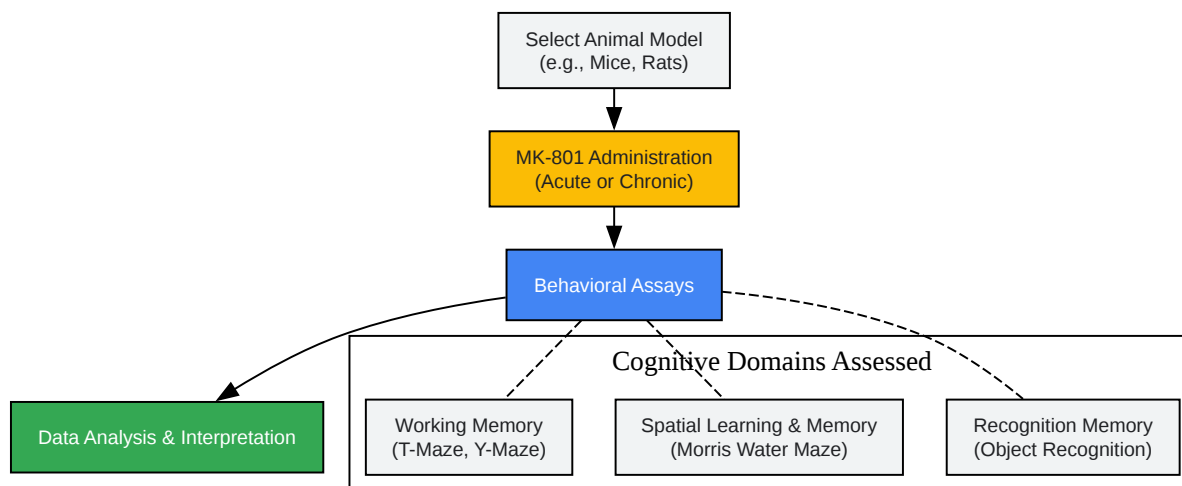 Select Animal Model
(e.g., Mice, Rats)
MK-801 Administration
(Acute or Chronic)
Behavioral Assays
Cognitive Domains Assessed
Data Analysis & Interpretation
Working Memory
(T-Maze, Y-Maze)
Spatial Learning & Memory
(Morris Water Maze)
Recognition Memory
(Object Recognition)